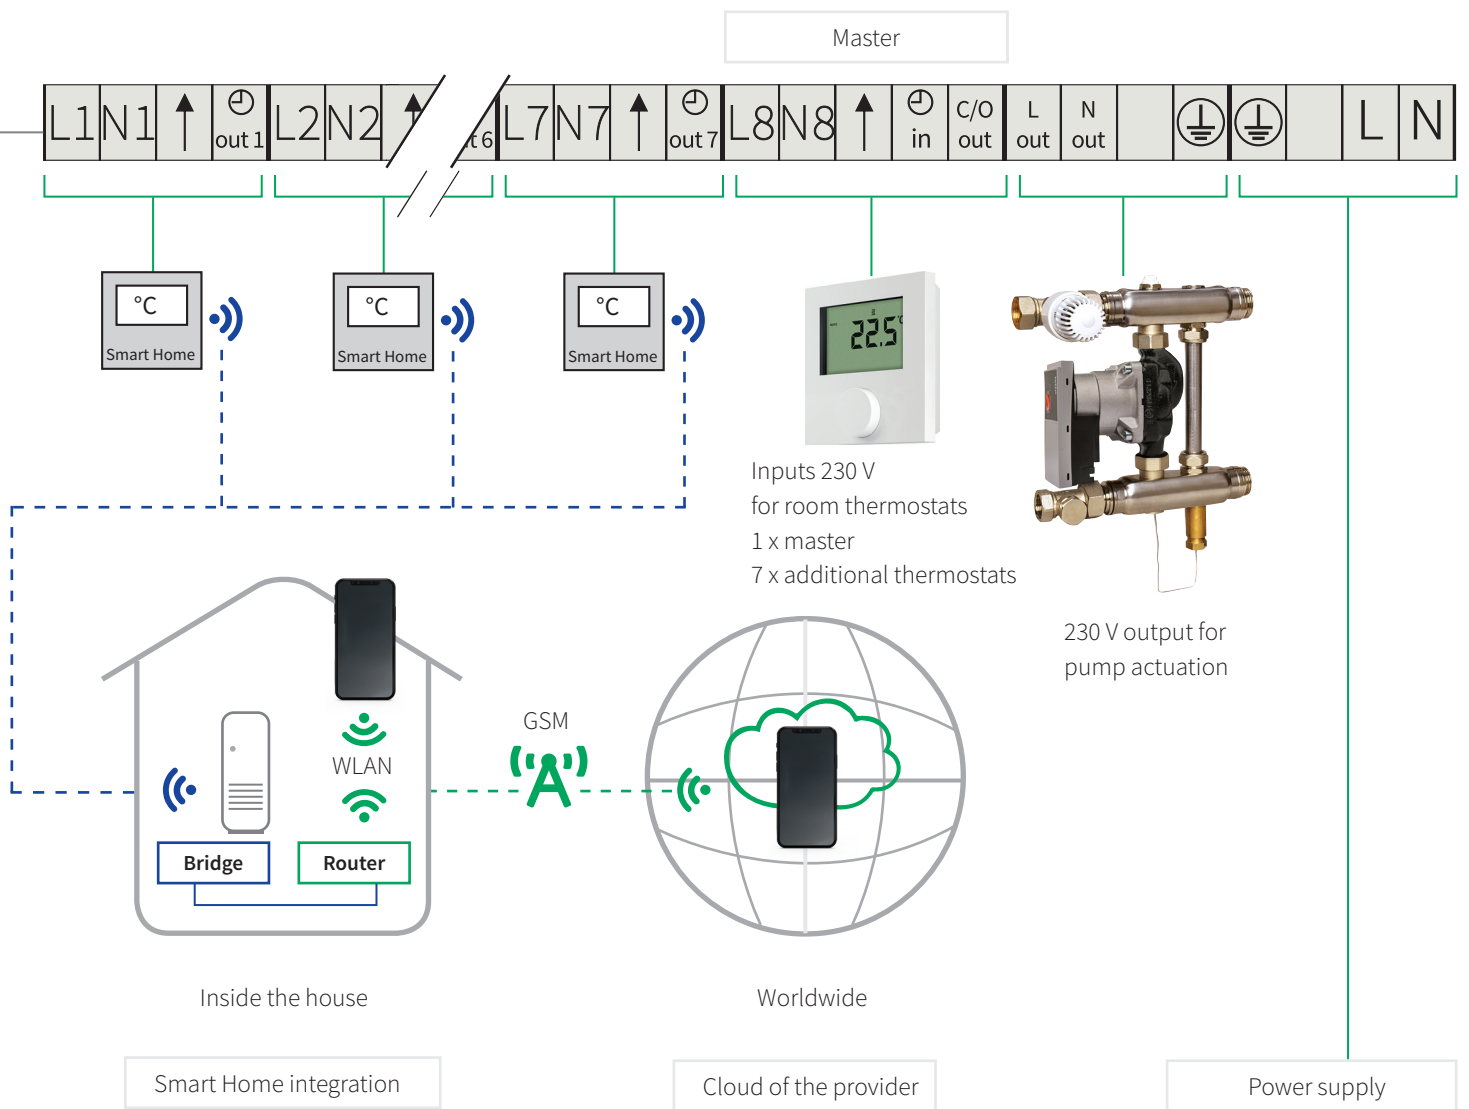 Master
L1 N1 out 1 L2 N2 t 6 L7 N7 out 7 L8 N8 in C/O out L out N out L N
°C
Smart Home
°C
Smart Home
°C
Smart Home
22.5
Inputs 230 V
for room thermostats
1 x master
7 x additional thermostats
230 V output for
pump actuation
GSM
WLAN
Bridge
Router
Inside the house
Worldwide
Smart Home integration
Cloud of the provider
Power supply